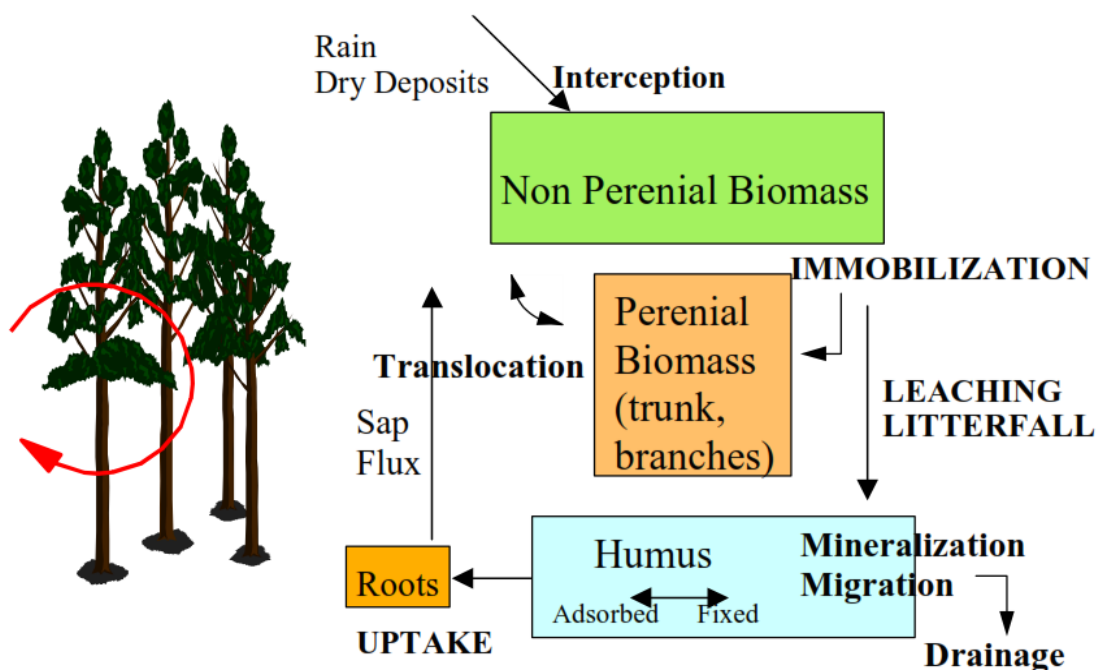 Rain
Dry Deposits
Interception
Non Perenial Biomass
IMMOBILIZATION
Perenial
Biomass
(trunk,
branches)
Translocation
LEACHING
LITTERFALL
Sap
Flux
Humus
Adsorbed
Fixed
Mineralization
Migration
Roots
UPTAKE
Drainage